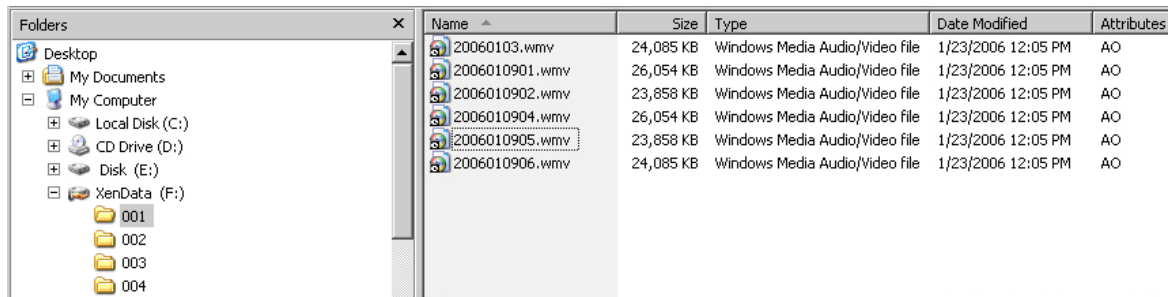 Folders
Desktop
My Documents
My Computer
Local Disk (C:)
CD Drive (D:)
Disk (E:)
XenData (F:)
001
002
003
004
Name Size Type Date Modified Attributes
20060103.wmv 24,085 KB Windows Media Audio/Video file 1/23/2006 12:05 PM AO
2006010901.wmv 26,054 KB Windows Media Audio/Video file 1/23/2006 12:05 PM AO
2006010902.wmv 23,858 KB Windows Media Audio/Video file 1/23/2006 12:05 PM AO
2006010904.wmv 26,054 KB Windows Media Audio/Video file 1/23/2006 12:05 PM AO
2006010905.wmv 23,858 KB Windows Media Audio/Video file 1/23/2006 12:05 PM AO
2006010906.wmv 24,085 KB Windows Media Audio/Video file 1/23/2006 12:05 PM AO